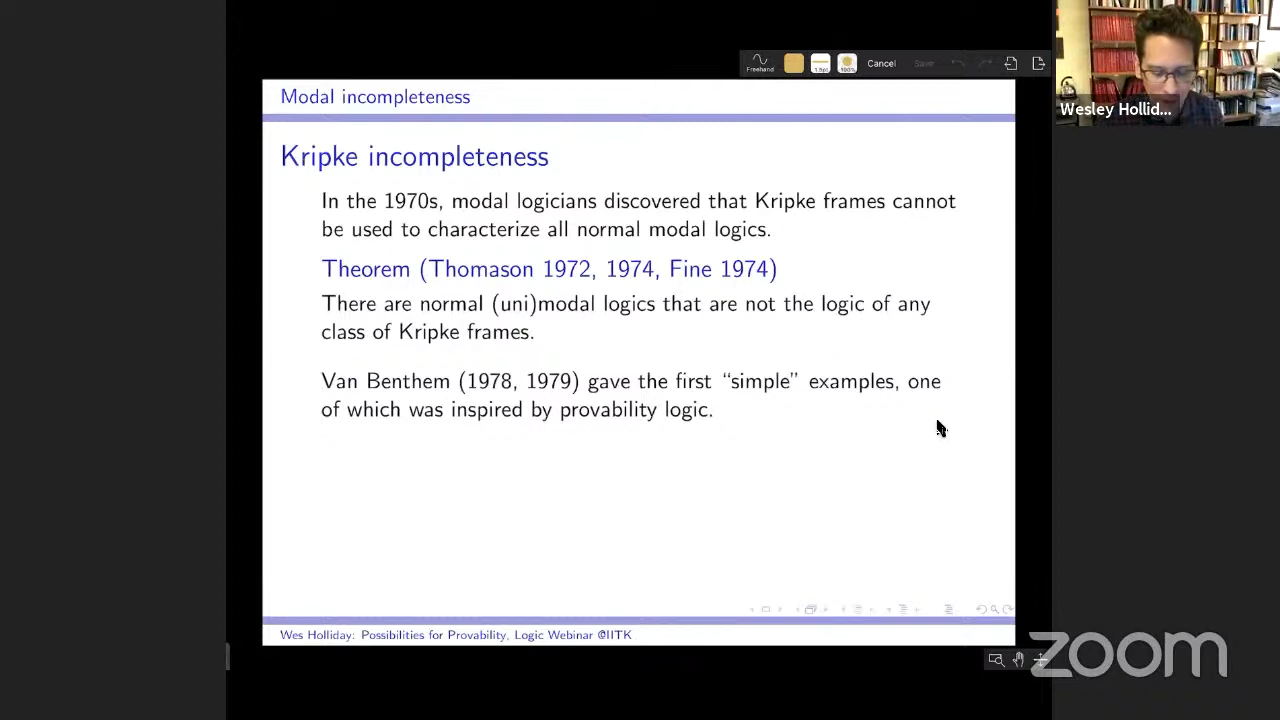 Freehand
Cancel
Save
Modal incompleteness
Wesley Hollid...
Kripke incompleteness
In the 1970s, modal logicians discovered that Kripke frames cannot
be used to characterize all normal modal logics.
Theorem (Thomason 1972, 1974, Fine 1974)
There are normal (uni)modal logics that are not the logic of any
class of Kripke frames.
Van Benthem (1978, 1979) gave the first “simple” examples, one
of which was inspired by provability logic.
Wes Holliday: Possibilities for Provability, Logic Webinar @IITK
zoom